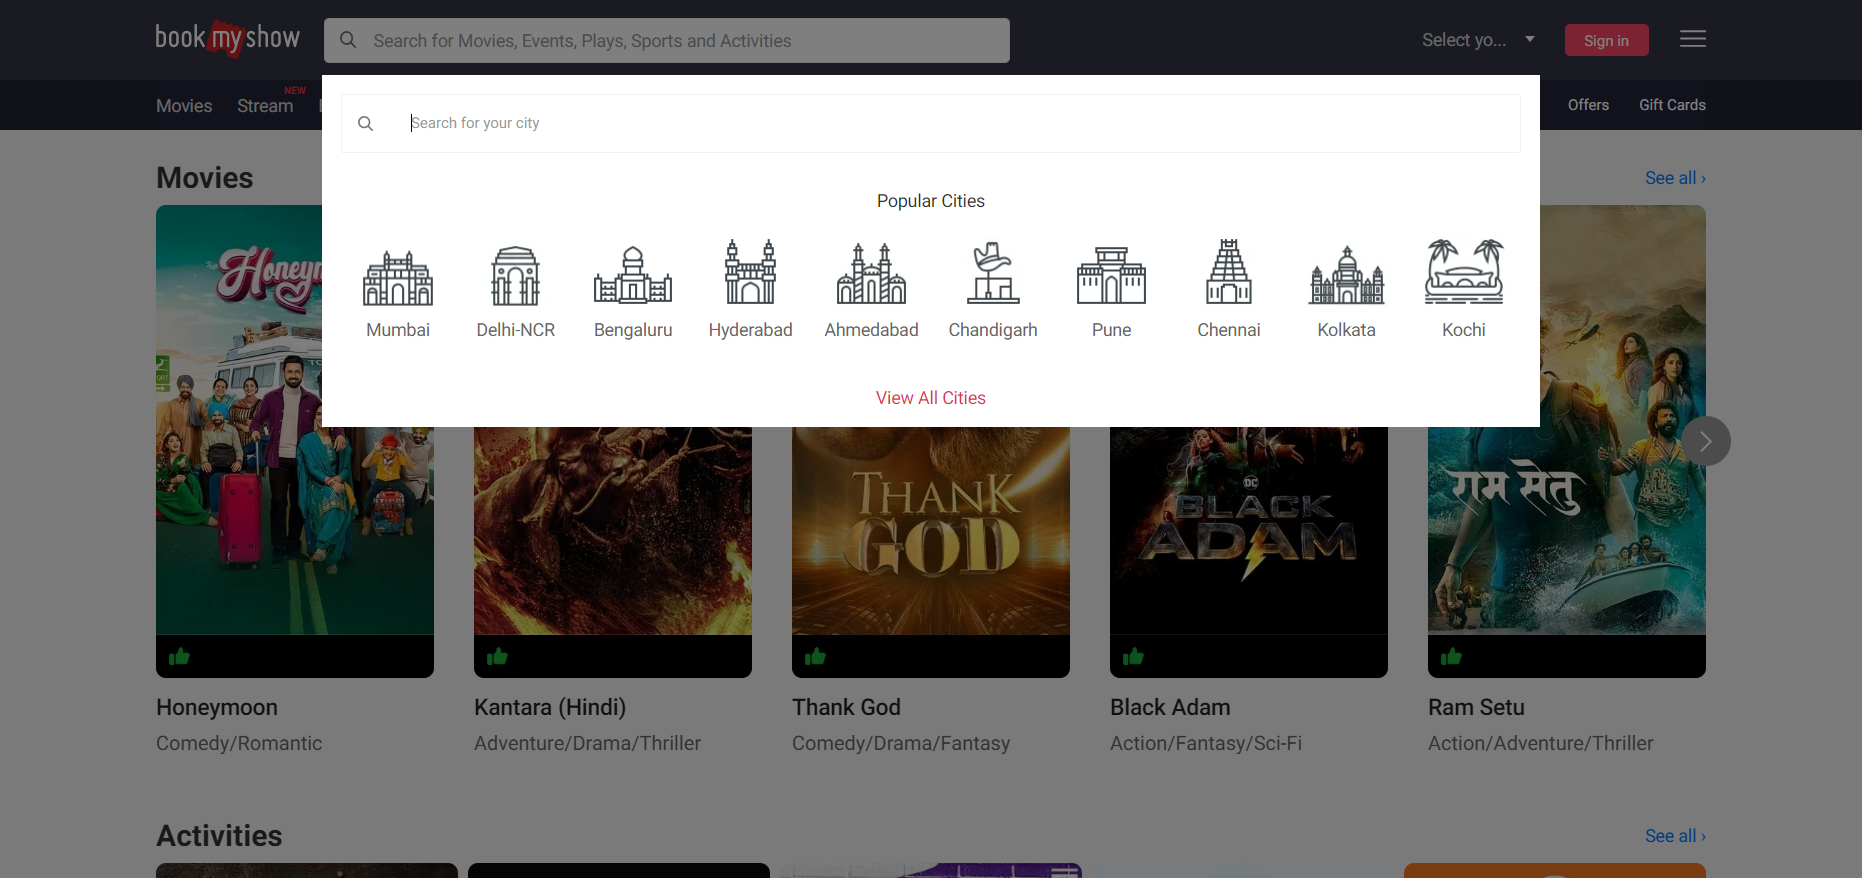 book my show
Search for Movies, Events, Plays, Sports and Activities
Select yo...
Sign in
Movies
Stream
NEW
Offers
Gift Cards
Search for your city
Popular Cities
Mumbai
Delhi-NCR
Bengaluru
Hyderabad
Ahmedabad
Chandigarh
Pune
Chennai
Kolkata
Kochi
View All Cities
Movies
See all ›
THANK
GOD
DC
BLACK
ADAM
राम सेतु
Honeymoon
Comedy/Romantic
Kantara (Hindi)
Adventure/Drama/Thriller
Thank God
Comedy/Drama/Fantasy
Black Adam
Action/Fantasy/Sci-Fi
Ram Setu
Action/Adventure/Thriller
Activities
See all ›